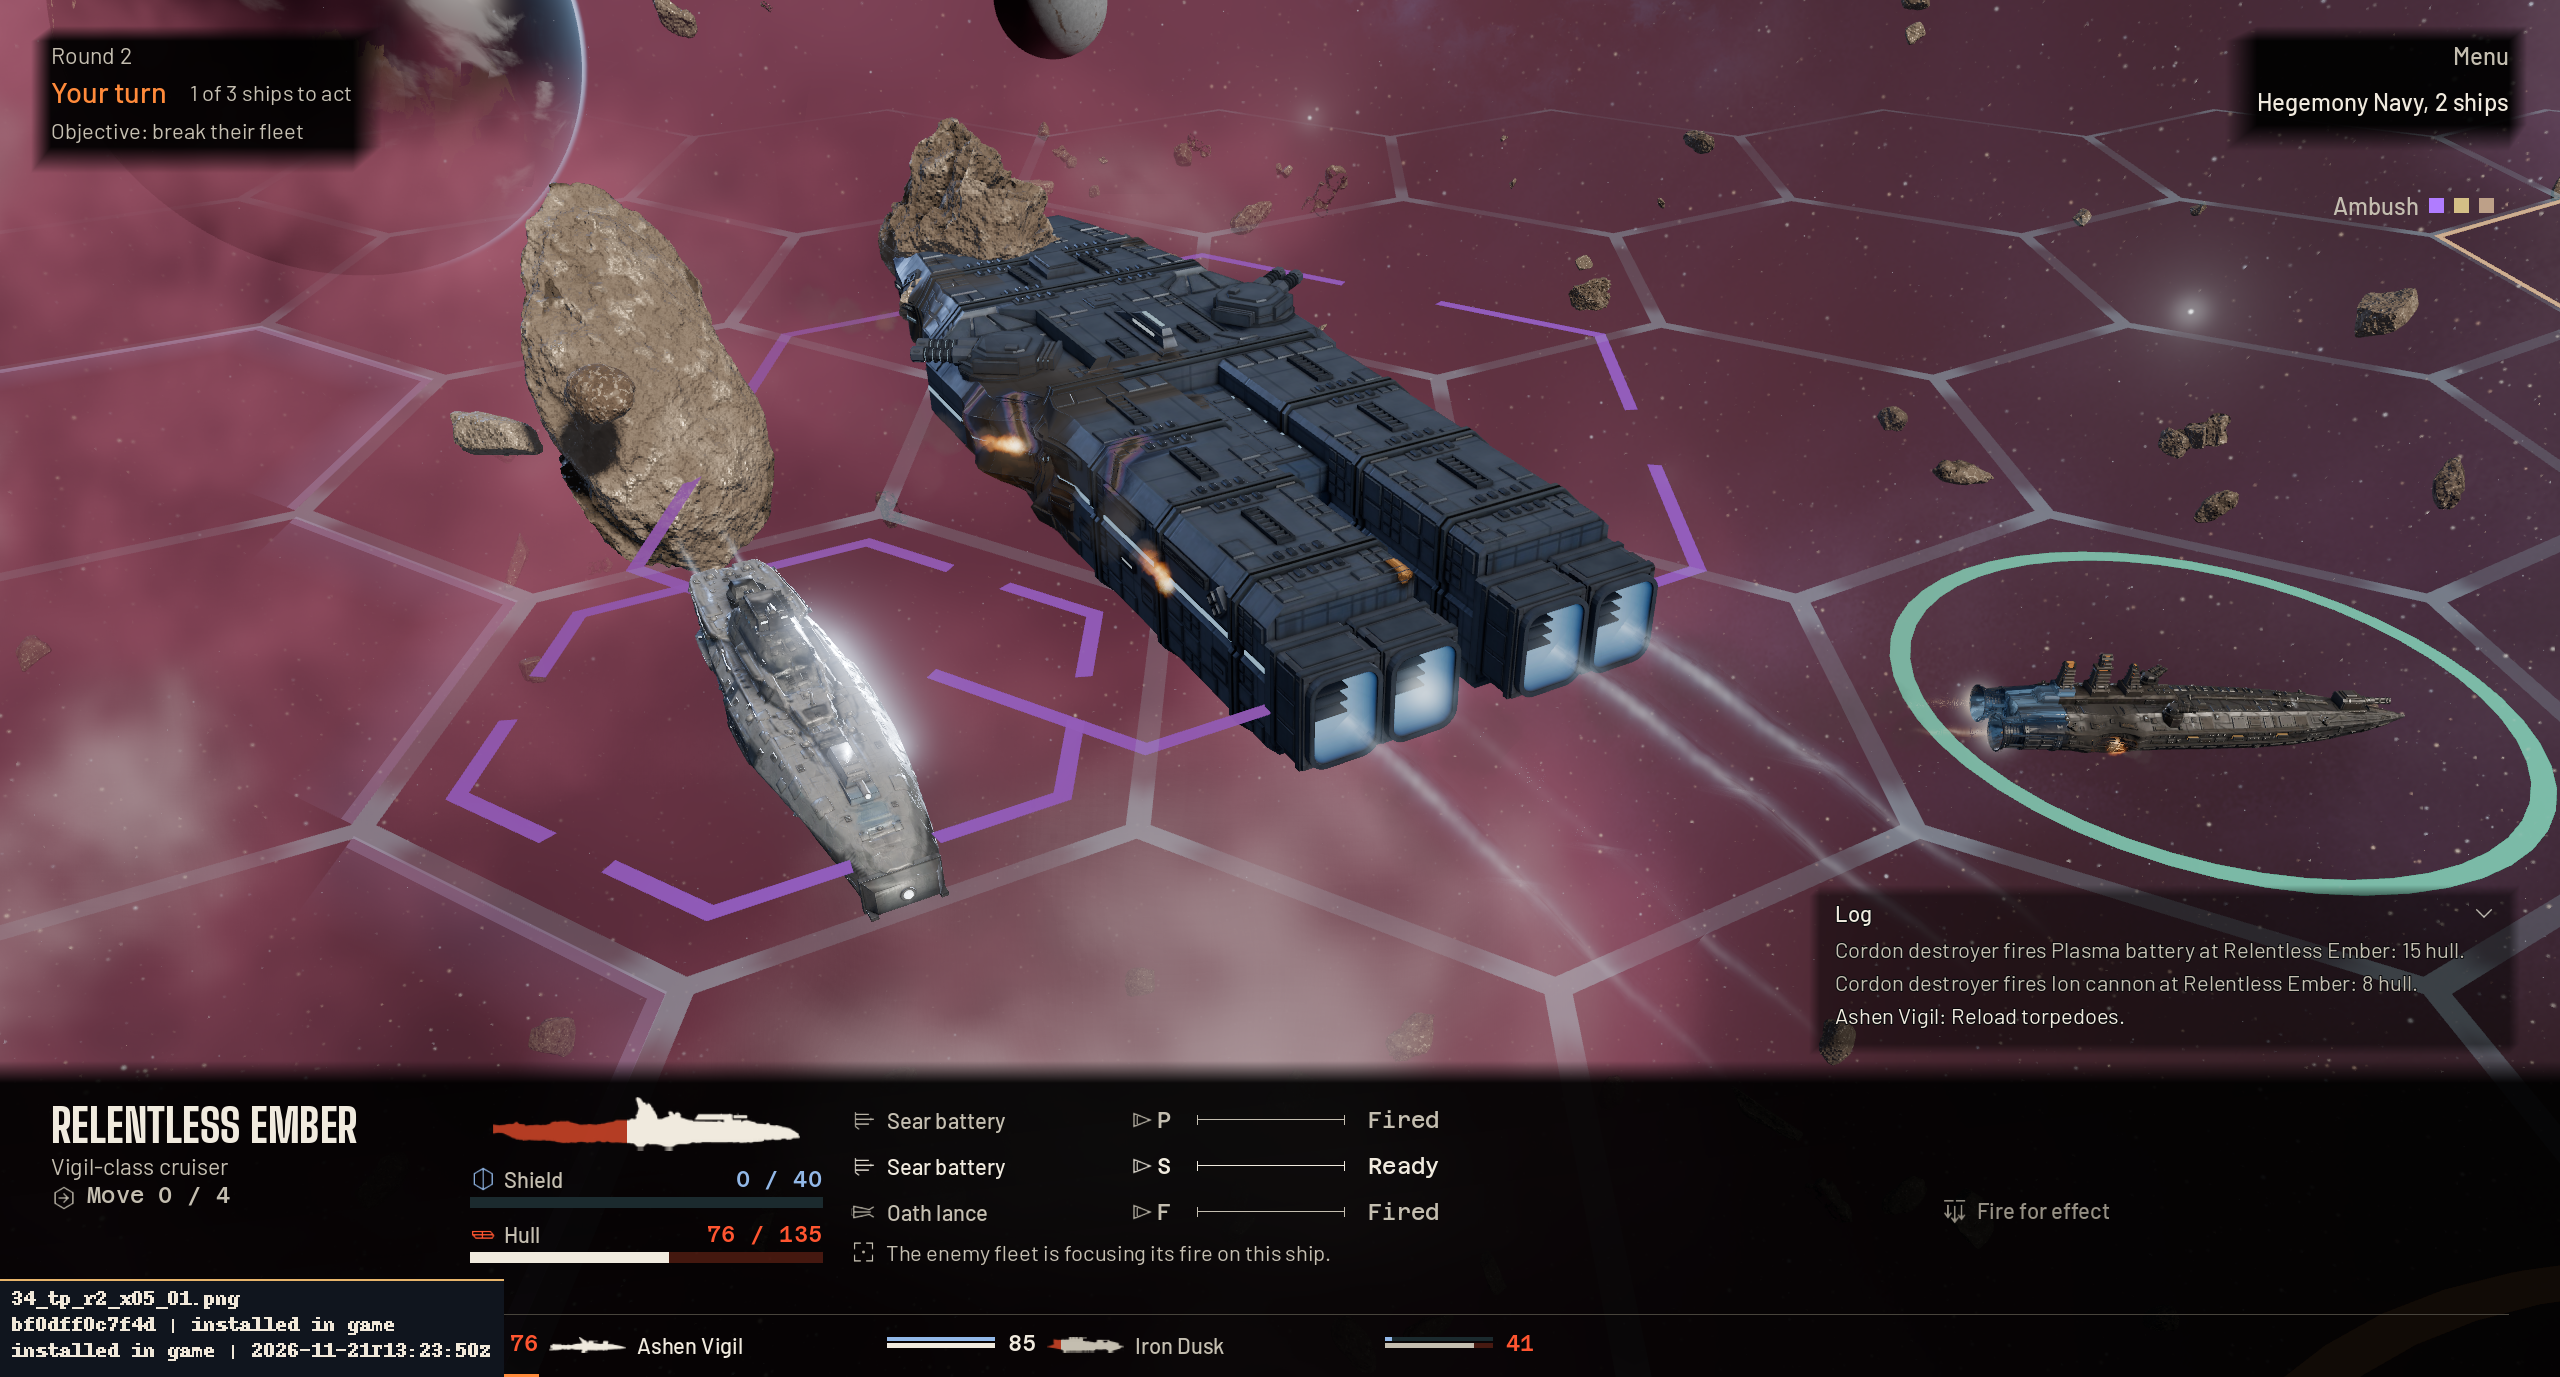 Round 2
Your turn 1 of 3 ships to act
Objective: break their fleet
Menu
Hegemony Navy, 2 ships
Ambush
Log
Cordon destroyer fires Plasma battery at Relentless Ember: 15 hull.
Cordon destroyer fires Ion cannon at Relentless Ember: 8 hull.
Ashen Vigil: Reload torpedoes.
RELENTLESS EMBER
Vigil-class cruiser
Move 0 / 4
Shield 0 / 40
Hull 76 / 135
Sear battery P Fired
Sear battery S Ready
Oath lance F Fired
The enemy fleet is focusing its fire on this ship.
Fire for effect
34_tp_r2_x05_01.png
bf0dff0c7f4d | installed in game
installed in game | 2026-11-21r13:23:50z
76 Ashen Vigil 85 Iron Dusk 41